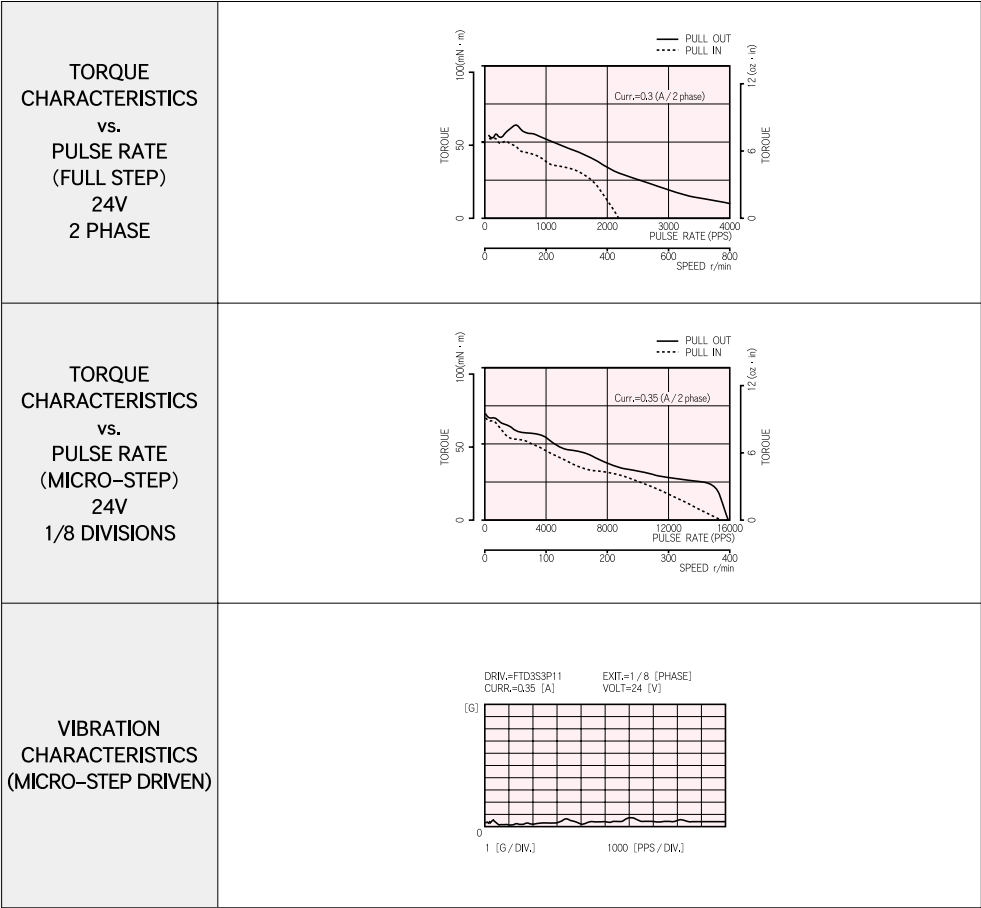 TORQUE
CHARACTERISTICS
vs.
PULSE RATE
(FULL STEP)
24V
2 PHASE
PULL OUT
PULL IN
100(mN · m)
50
0
TORQUE
Curr.=0.3 (A / 2 phase)
12 (oz · in)
6
0
TORQUE
0 1000 2000 3000 4000
PULSE RATE (PPS)
0 200 400 600 800
SPEED r/min
TORQUE
CHARACTERISTICS
vs.
PULSE RATE
(MICRO–STEP)
24V
1/8 DIVISIONS
PULL OUT
PULL IN
100(mN · m)
50
0
TORQUE
Curr.=0.35 (A / 2 phase)
12 (oz · in)
6
0
TORQUE
0 4000 8000 12000 16000
PULSE RATE (PPS)
0 100 200 300 400
SPEED r/min
VIBRATION
CHARACTERISTICS
(MICRO–STEP DRIVEN)
DRIV.=FTD3S3P11 EXIT.=1 / 8 [PHASE]
CURR.=0.35 [A] VOLT=24 [V]
[G]
0
1 [G / DIV.] 1000 [PPS / DIV.]